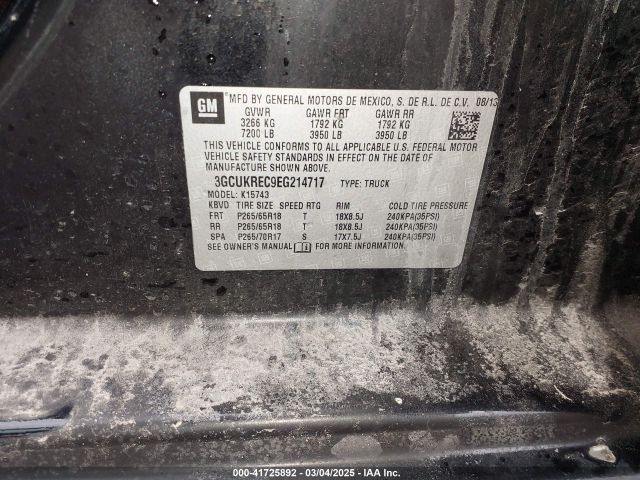 GM
MFD BY GENERAL MOTORS DE MEXICO, S. DE R.L. DE C.V. 08/13
GVWR GAWR FRT GAWR RR
3266 KG 1792 KG 1792 KG
7200 LB 3950 LB 3950 LB
THIS VEHICLE CONFORMS TO ALL APPLICABLE U.S. FEDERAL MOTOR
VEHICLE SAFETY STANDARDS IN EFFECT ON THE DATE OF
MANUFACTURE SHOWN ABOVE.
3GCUKREC9EG214717 TYPE: TRUCK
MODEL: K15743
KBVD TIRE SIZE SPEED RTG RIM COLD TIRE PRESSURE
FRT P265/65R18 T 18X8.5J 240KPA(35PSI)
RR P265/65R18 T 18X8.5J 240KPA(35PSI)
SPA P265/70R17 S 17X7.5J 240KPA(35PSI)
SEE OWNER'S MANUAL FOR MORE INFORMATION.
000-41725892 - 03/04/2025 - IAA Inc.